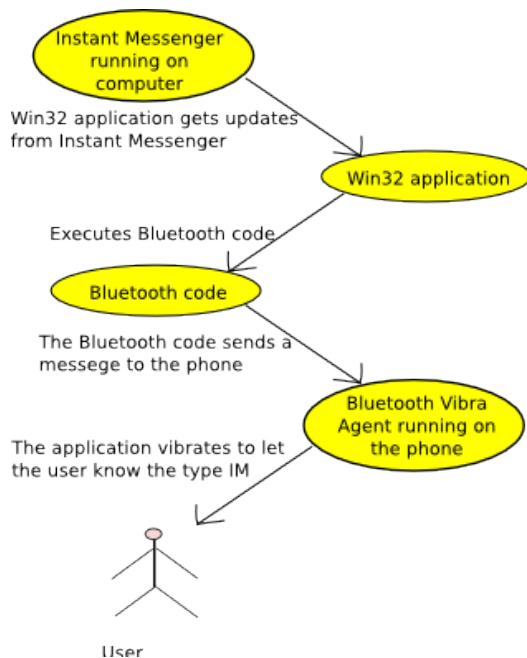 Instant Messenger
running on
computer
Win32 application gets updates
from Instant Messenger
Win32 application
Executes Bluetooth code
Bluetooth code
The Bluetooth code sends a
messege to the phone
Bluetooth Vibra
Agent running on
the phone
The application vibrates to let
the user know the type IM
User